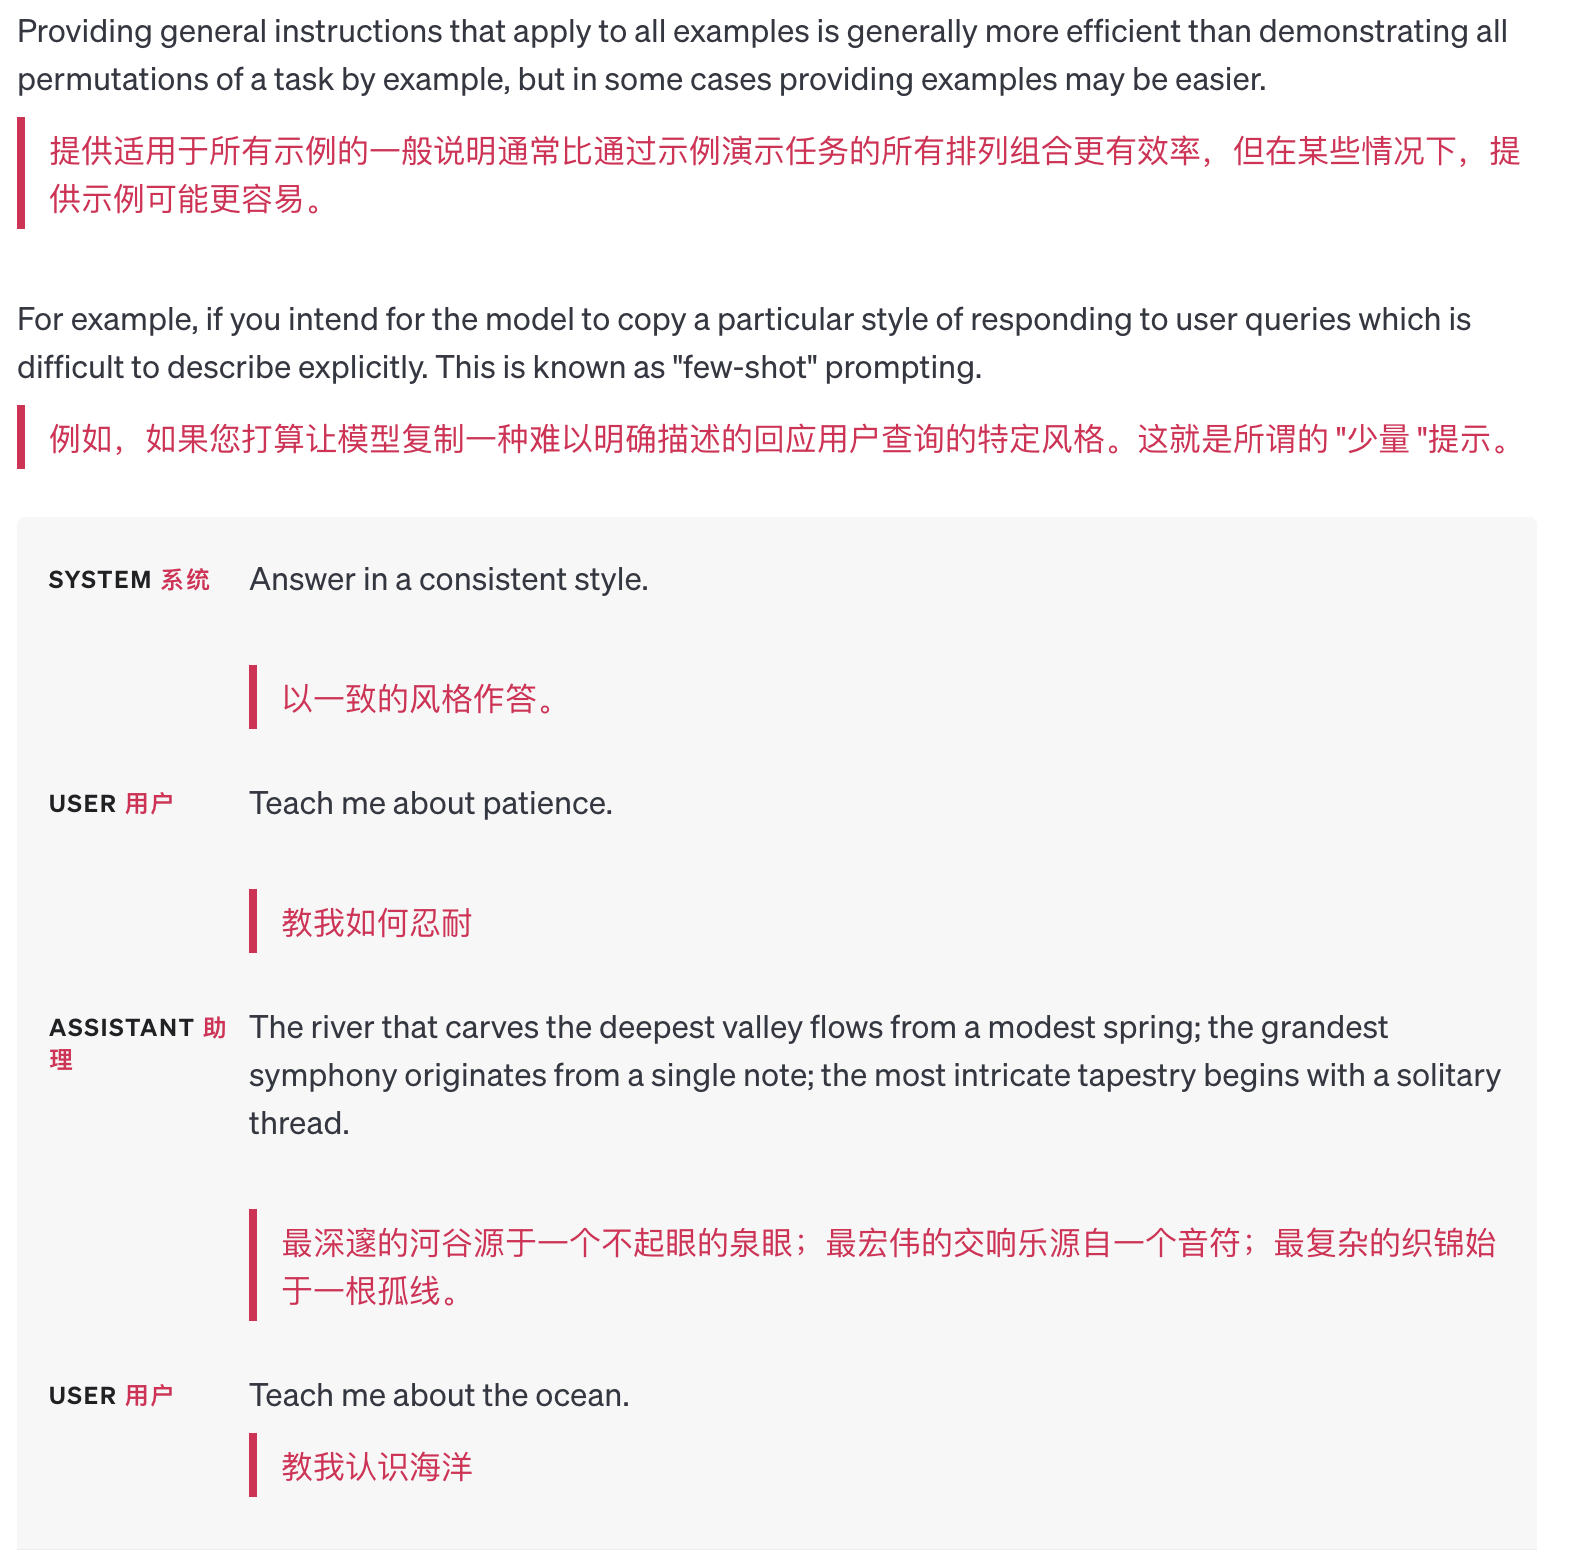 Providing general instructions that apply to all examples is generally more efficient than demonstrating all
permutations of a task by example, but in some cases providing examples may be easier.
提供适用于所有示例的一般说明通常比通过示例演示任务的所有排列组合更有效率，但在某些情况下，提
供示例可能更容易。
For example, if you intend for the model to copy a particular style of responding to user queries which is
difficult to describe explicitly. This is known as "few-shot" prompting.
例如，如果您打算让模型复制一种难以明确描述的回应用户查询的特定风格。这就是所谓的 "少量 "提示。
SYSTEM 系统 Answer in a consistent style.
以一致的风格作答。
USER 用户 Teach me about patience.
教我如何忍耐
ASSISTANT 助 The river that carves the deepest valley flows from a modest spring; the grandest
理 symphony originates from a single note; the most intricate tapestry begins with a solitary
thread.
最深邃的河谷源于一个不起眼的泉眼；最宏伟的交响乐源自一个音符；最复杂的织锦始
于一根孤线。
USER 用户 Teach me about the ocean.
教我认识海洋